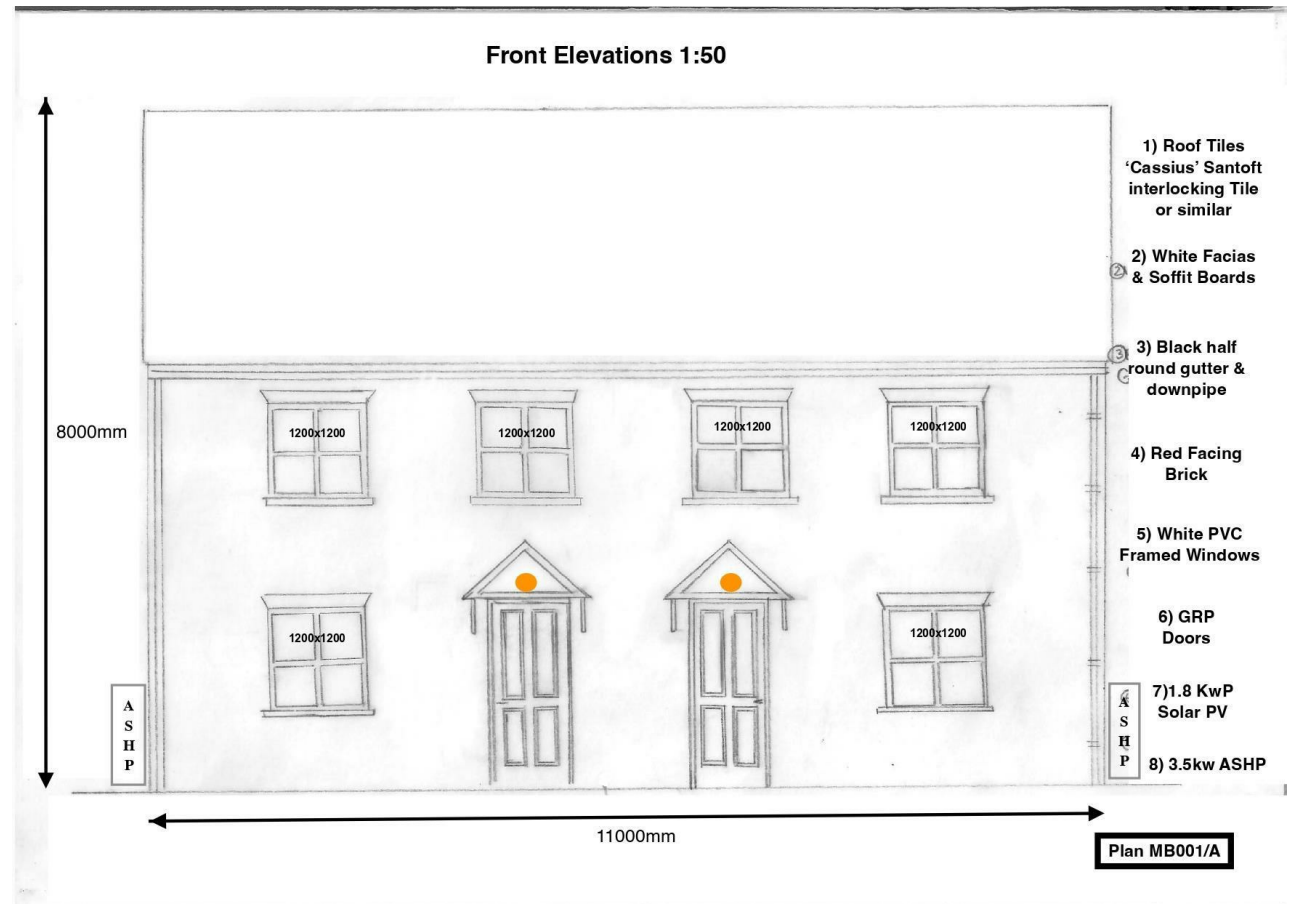 Front Elevations 1:50
1) Roof Tiles
‘Cassius’ Santoft
interlocking Tile
or similar
2) White Facias
& Soffit Boards
2
3) Black half
round gutter &
downpipe
3
8000mm
1200x1200
1200x1200
1200x1200
1200x1200
4) Red Facing
Brick
5) White PVC
Framed Windows
1200x1200
1200x1200
6) GRP
Doors
7)1.8 KwP
Solar PV
8) 3.5kw ASHP
A
S
H
P
A
S
H
P
11000mm
Plan MB001/A